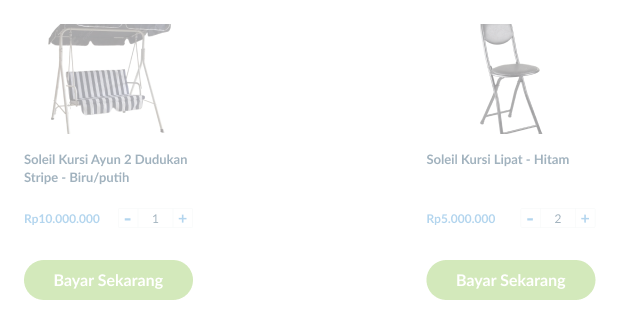 Soleil Kursi Ayun 2 Dudukan
Stripe - Biru/putih
Rp10.000.000 - 1 +
Bayar Sekarang
Soleil Kursi Lipat - Hitam
Rp5.000.000 - 2 +
Bayar Sekarang